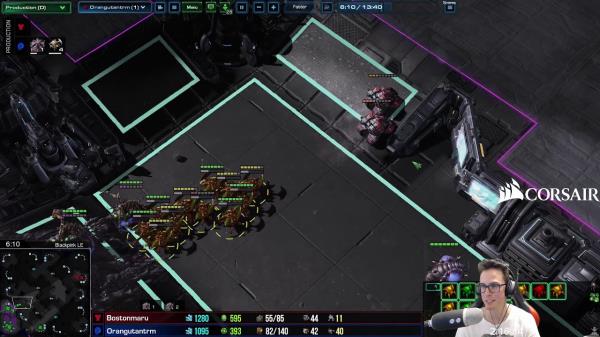 Production (D)
Orangutantrm (1)
Menu
Faster
6:10 / 13:40
PRODUCTION
CORSAIR
6:10
Blackpink LE
Bostonmaru 1280 595 55/85 44 11
Orangutantrm 1095 393 82/140 42 40